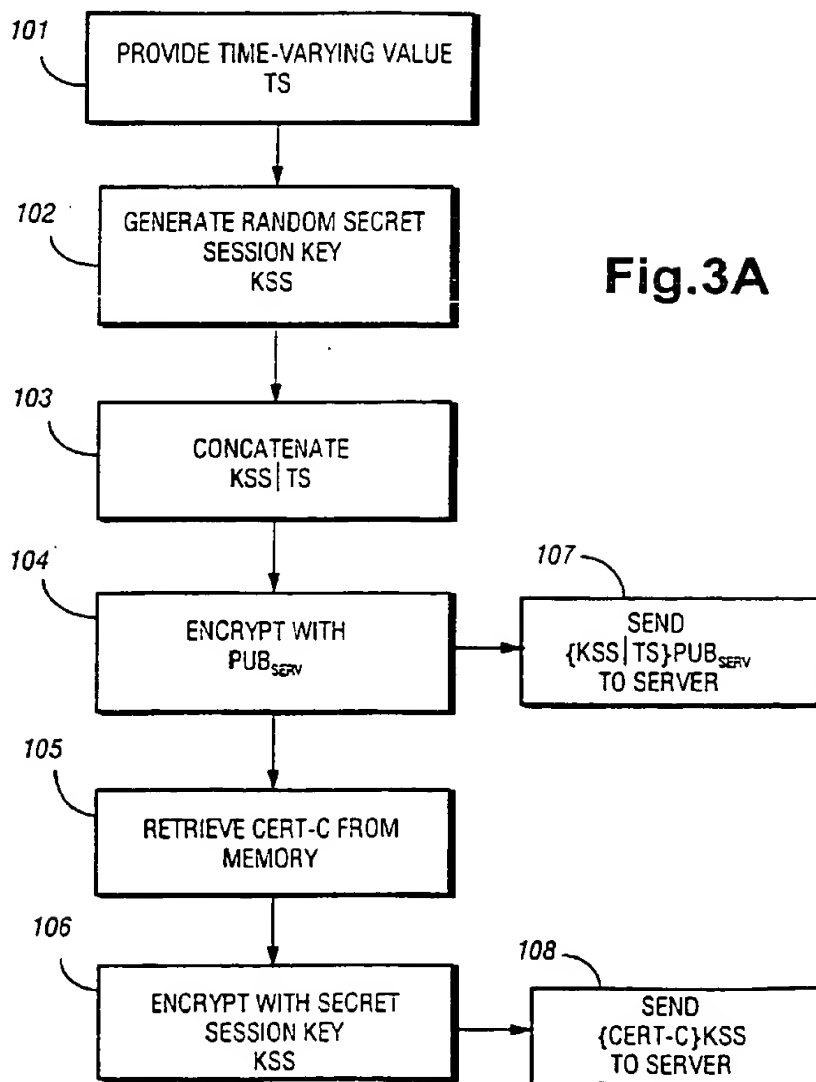 101
PROVIDE TIME-VARYING VALUE
TS
102
GENERATE RANDOM SECRET
SESSION KEY
KSS
Fig.3A
103
CONCATENATE
KSS|TS
104
ENCRYPT WITH
PUBSERV
107
SEND
{KSS|TS}PUBSERV
TO SERVER
105
RETRIEVE CERT-C FROM
MEMORY
106
ENCRYPT WITH SECRET
SESSION KEY
KSS
108
SEND
{CERT-C}KSS
TO SERVER